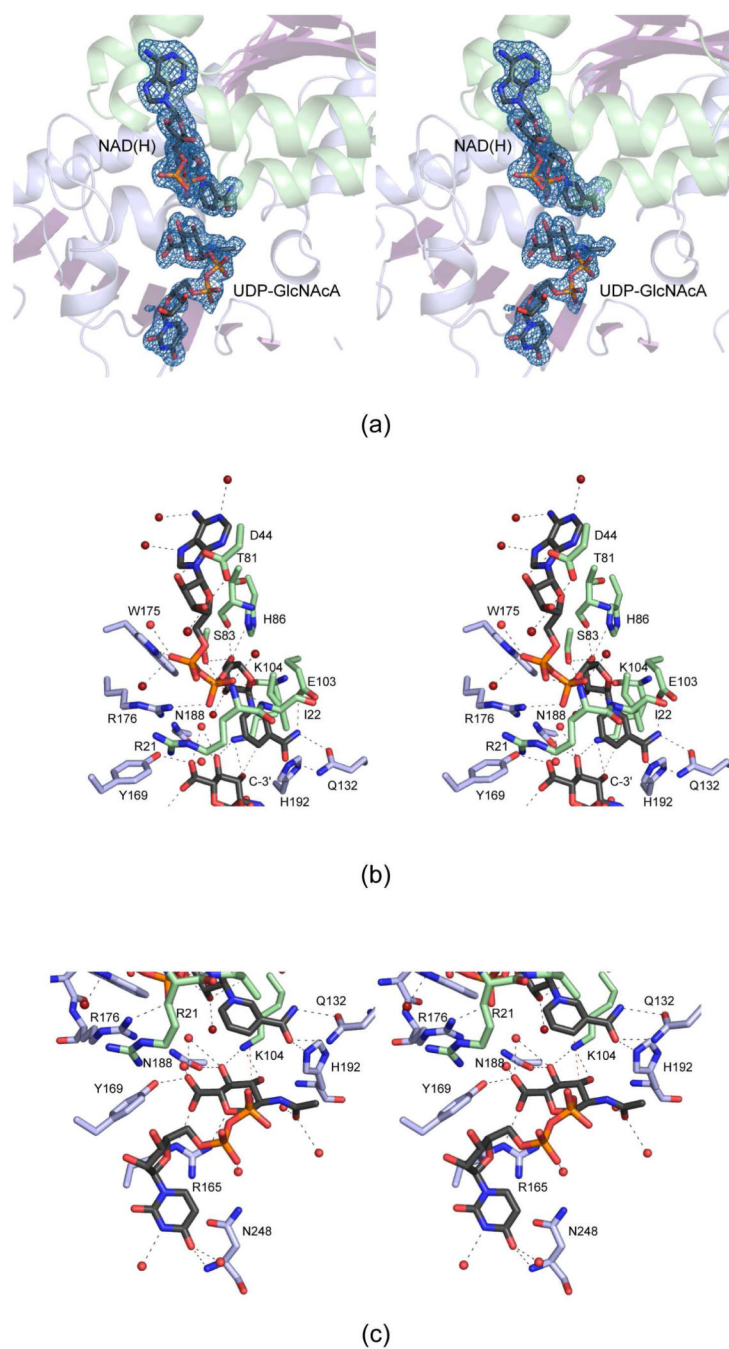 NAD(H) NAD(H)
UDP-GlcNAcA UDP-GlcNAcA
(a)
D44 D44
T81 T81
W175 H86 W175 H86
S83 S83
K104 E103 K104 E103
R176 N188 I22 R176 N188 I22
R21 R21
Y169 C-3' H192 Q132 Y169 C-3' H192 Q132
(b)
R176 R21 Q132 R176 R21 Q132
N188 K104 H192 N188 K104 H192
Y169 Y169
R165 R165
N248 N248
(c)